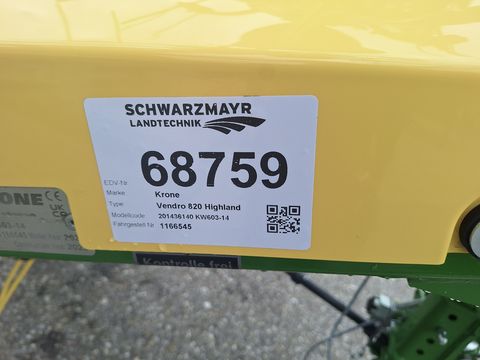 SCHWARZMAYR
LANDTECHNIK
EDV-Nr. 68759
Marke Krone
Type: Vendro 820 Highland
Modellcode 201436140 KW603-14
Fahrgestell Nr 1166545
Kontrolle frei